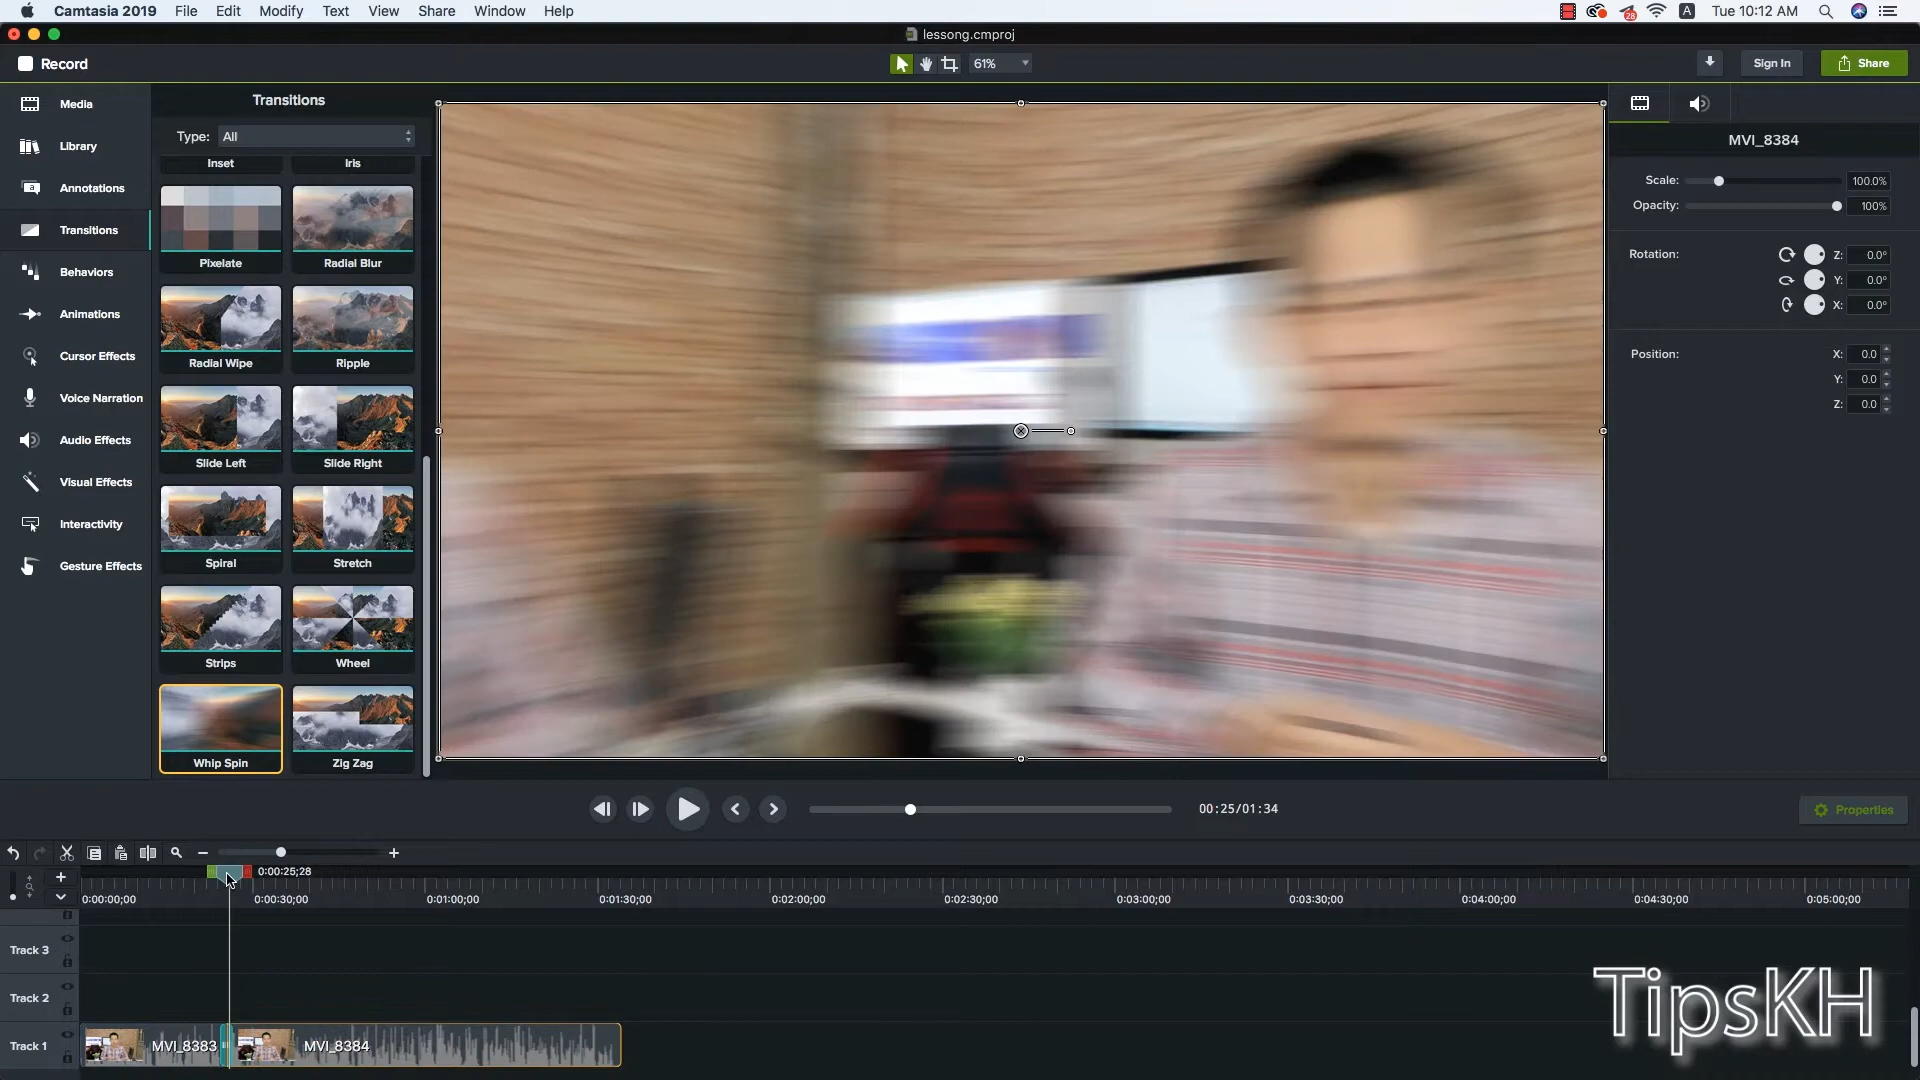 Camtasia 2019 File Edit Modify Text View Share Window Help
28 A Tue 10:12 AM
lessong.cmproj
Record
61%
Sign In
Share
Media
Library
Annotations
Transitions
Behaviors
Animations
Cursor Effects
Voice Narration
Audio Effects
Visual Effects
Interactivity
Gesture Effects
Transitions
Type: All
Inset Iris
Pixelate Radial Blur
Radial Wipe Ripple
Slide Left Slide Right
Spiral Stretch
Strips Wheel
Whip Spin Zig Zag
MVI_8384
Scale: 100.0%
Opacity: 100%
Rotation: Z: 0.0°
Y: 0.0°
X: 0.0°
Position: X: 0.0
Y: 0.0
Z: 0.0
00:25/01:34
Properties
0:00:25;28
0:00:00;00 0:00:30;00 0:01:00;00 0:01:30;00 0:02:00;00 0:02:30;00 0:03:00;00 0:03:30;00 0:04:00;00 0:04:30;00 0:05:00;00
Track 3
Track 2
Track 1 MVI_8383 MVI_8384
TipsKH